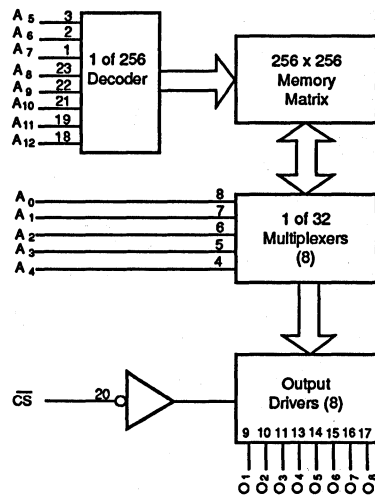 A5 3
A6 2
A7 1
A8 23
A9 22
A10 21
A11 19
A12 18
1 of 256
Decoder
256 x 256
Memory
Matrix
A0 8
A1 7
A2 6
A3 5
A4 4
1 of 32
Multiplexers
(8)
CS 20
Output
Drivers (8)
9 10 11 13 14 15 16 17
O1 O2 O3 O4 O5 O6 O7 O8